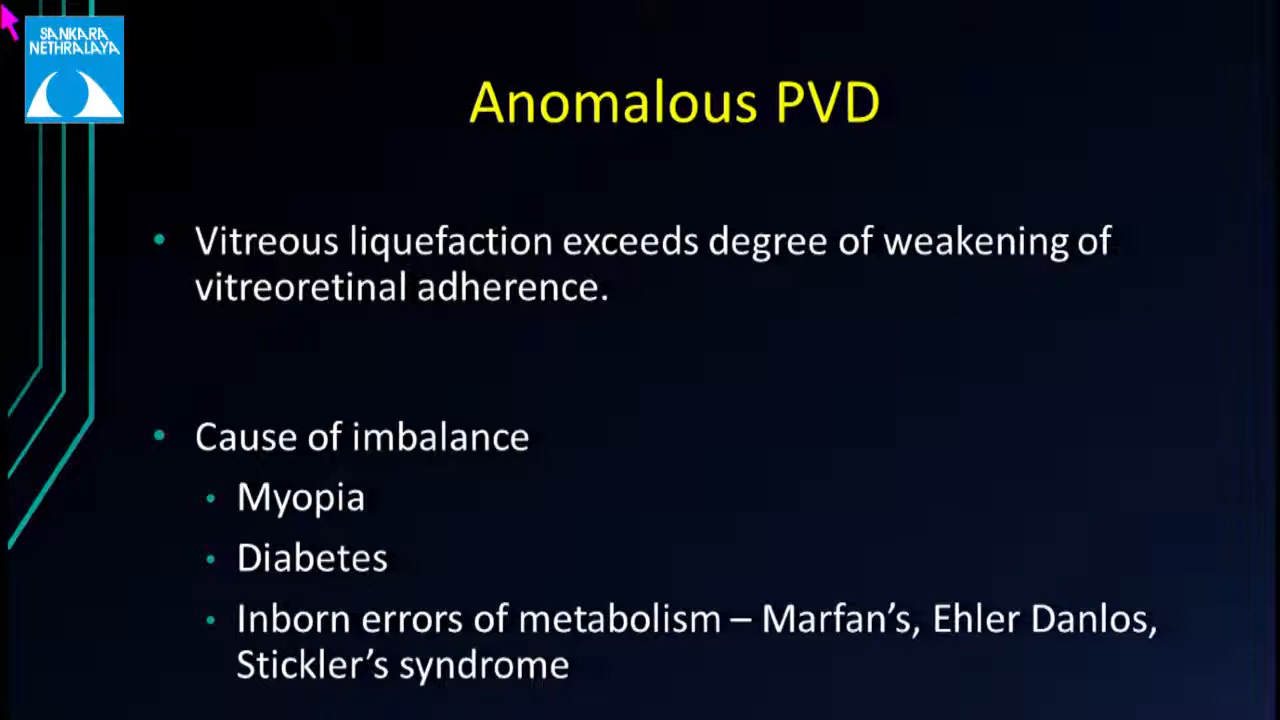 SANKARA
NETHRALAYA
Anomalous PVD
• Vitreous liquefaction exceeds degree of weakening of
vitreoretinal adherence.
• Cause of imbalance
• Myopia
• Diabetes
• Inborn errors of metabolism – Marfan’s, Ehler Danlos,
Stickler’s syndrome